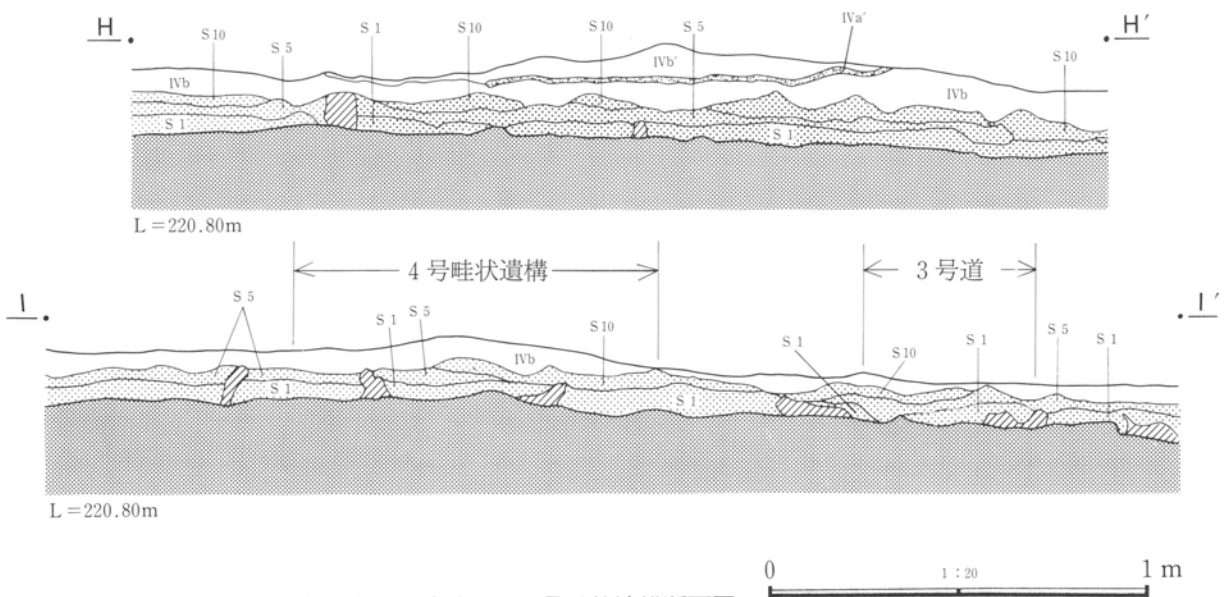 H H′
S10 S5 S1 S10 S10 S5 IVa′ S10
IVb IVb′ IVb
S1 S1
L=220.80m
4号畦状遺構 3号道
I I′
S5 S1 S5 S10 S1 S10 S1 S5 S1
IVb
S1 S1
L=220.80m
0 1:20 1m